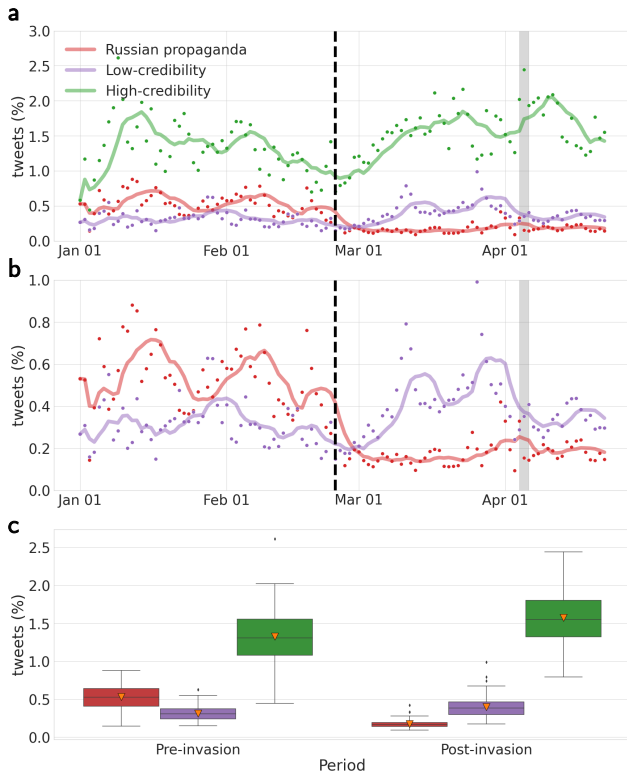 a
3.0
2.5
2.0
1.5
1.0
0.5
0.0
tweets (%)
Russian propaganda
Low-credibility
High-credibility
Jan 01
Feb 01
Mar 01
Apr 01
b
1.0
0.8
0.6
0.4
0.2
0.0
tweets (%)
Jan 01
Feb 01
Mar 01
Apr 01
c
2.5
2.0
1.5
1.0
0.5
0.0
tweets (%)
Pre-invasion
Post-invasion
Period